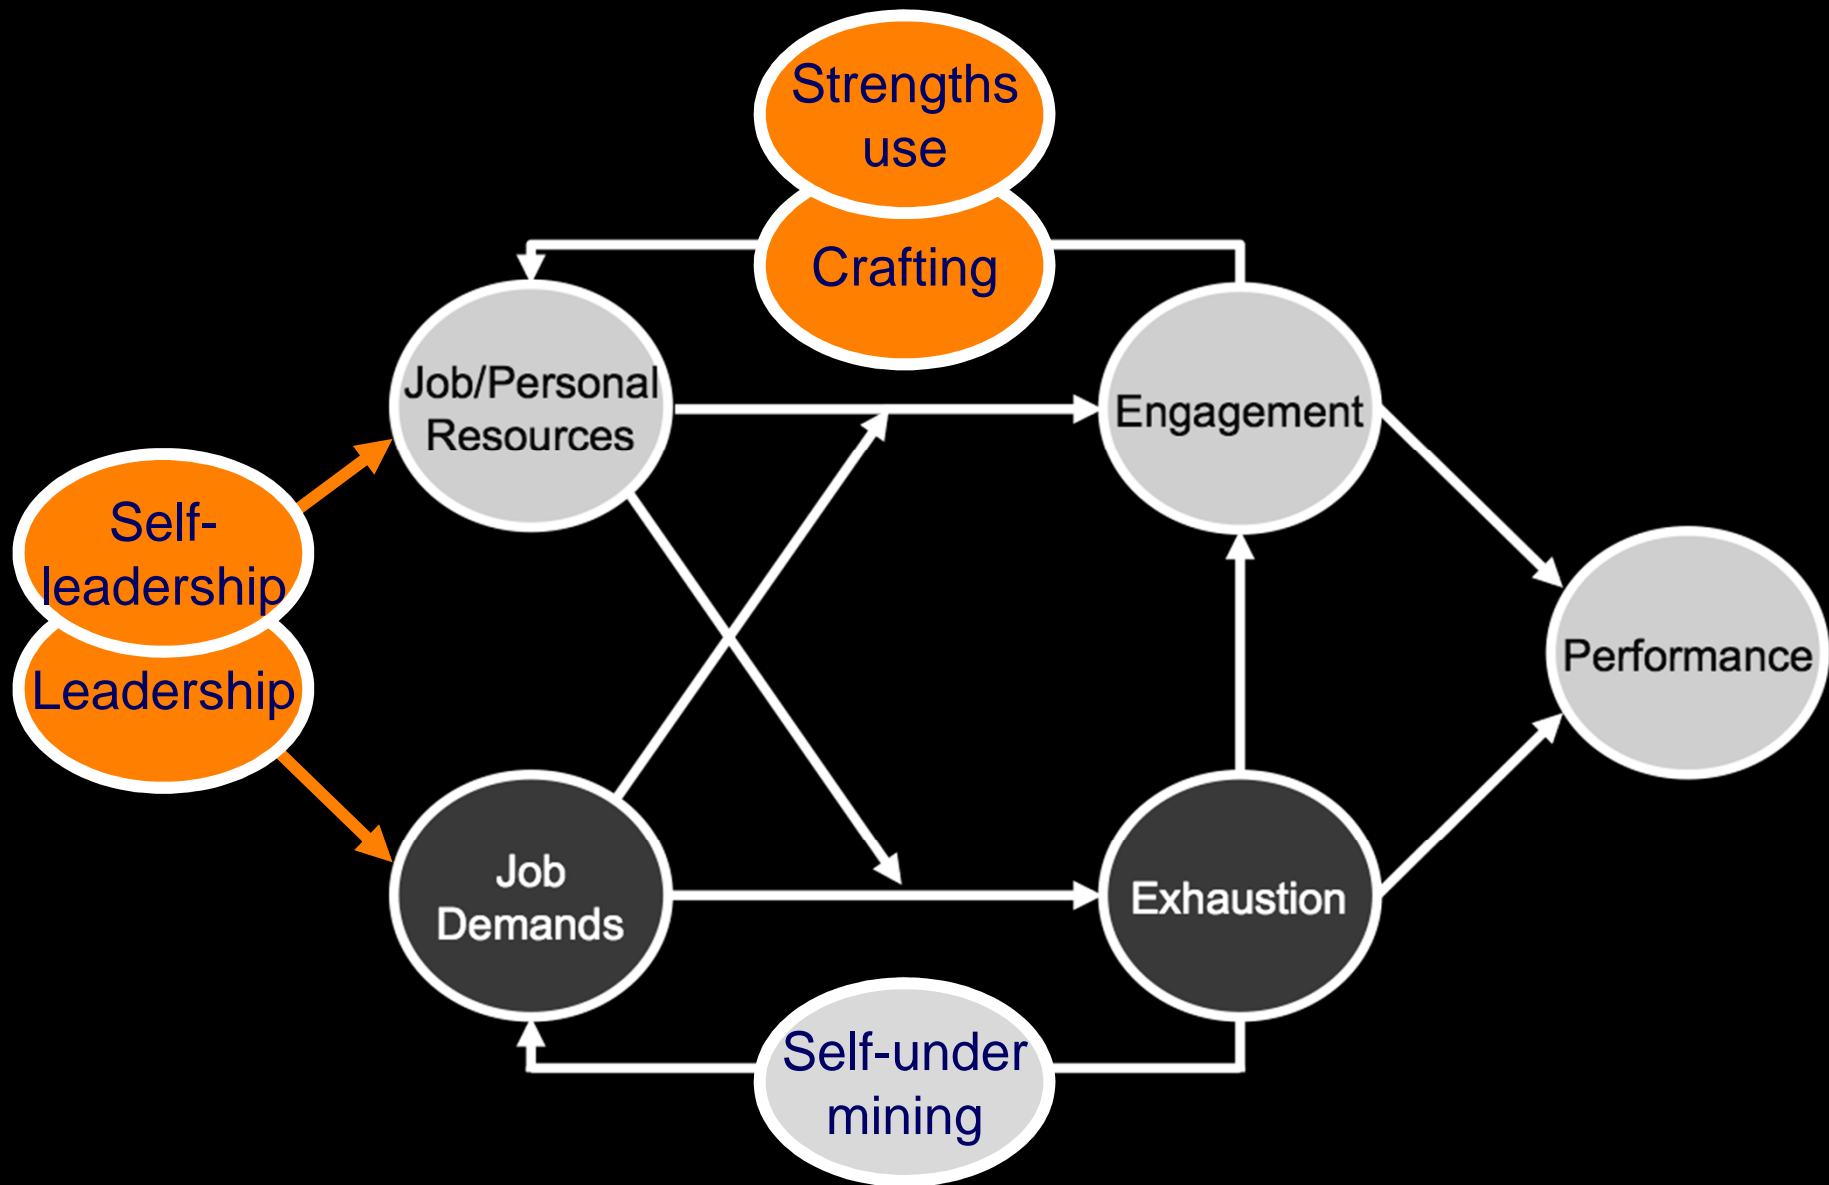 Strengths
use
Crafting
Job/Personal
Resources
Engagement
Self-
leadership
Leadership
Performance
Job
Demands
Exhaustion
Self-under
mining